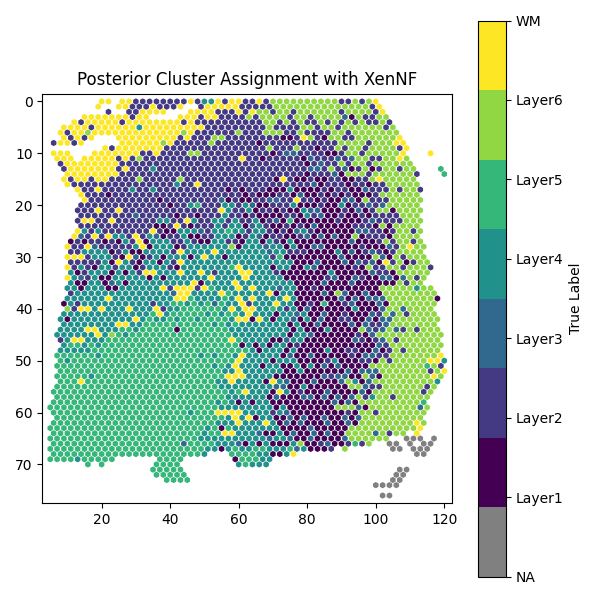 Posterior Cluster Assignment with XenNF
0
10
20
30
40
50
60
70
20
40
60
80
100
120
WM
Layer6
Layer5
Layer4
Layer3
Layer2
Layer1
NA
True Label